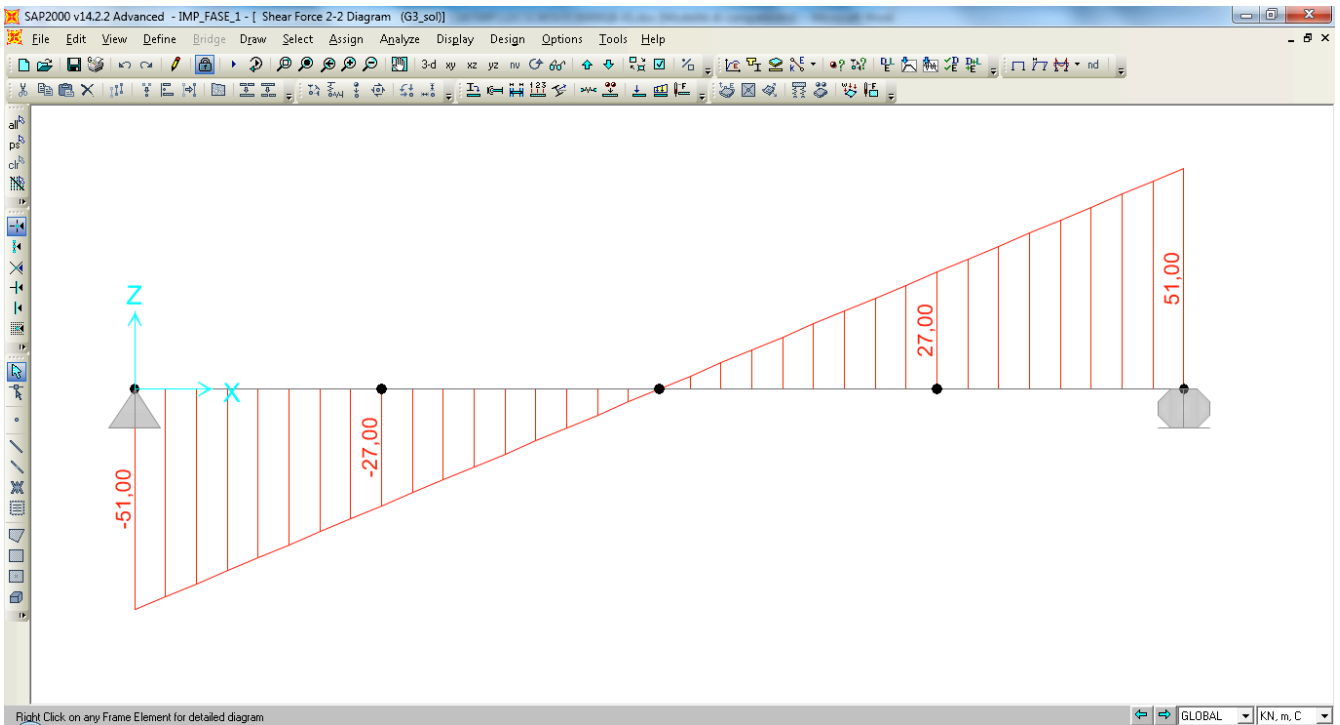 SAP2000 v14.2.2 Advanced - IMP_FASE_1 - [ Shear Force 2-2 Diagram (G3_sol)]
File Edit View Define Bridge Draw Select Assign Analyze Display Design Options Tools Help
3-d xy xz yz nv
nd
all
ps
clr
Z
X
-51,00
-27,00
27,00
51,00
Right Click on any Frame Element for detailed diagram
GLOBAL
KN, m, C